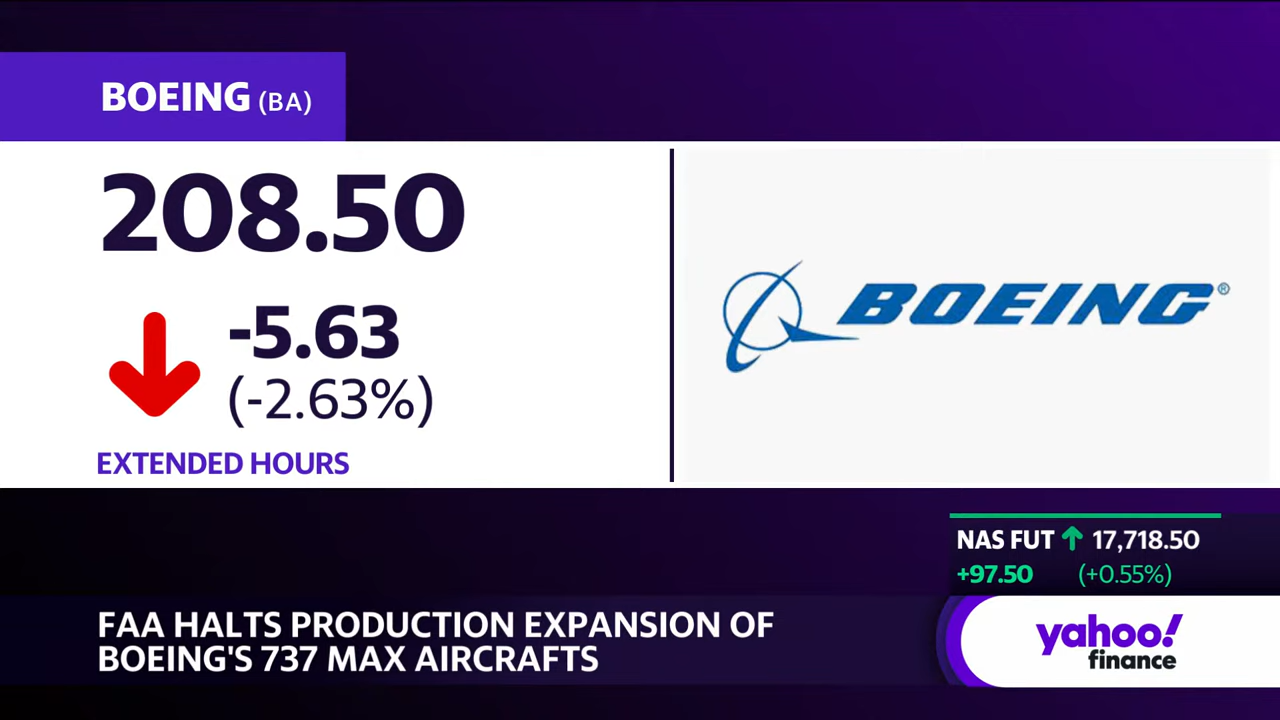 BOEING (BA)
208.50
-5.63
(-2.63%)
EXTENDED HOURS
BOEING®
NAS FUT 17,718.50
+97.50 (+0.55%)
FAA HALTS PRODUCTION EXPANSION OF
BOEING'S 737 MAX AIRCRAFTS
yahoo!
finance